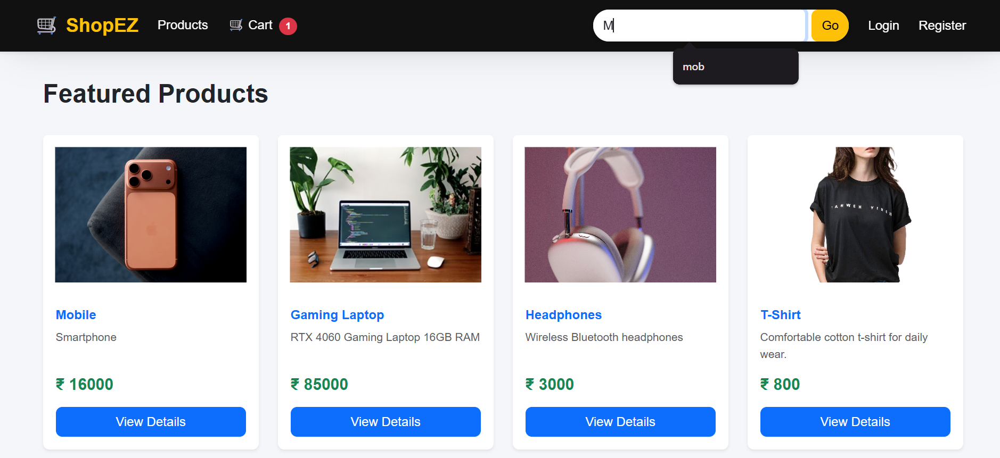 ShopEZ Products Cart 1 M Go Login Register
mob
Featured Products
Mobile
Smartphone
₹ 16000
View Details
Gaming Laptop
RTX 4060 Gaming Laptop 16GB RAM
₹ 85000
View Details
Headphones
Wireless Bluetooth headphones
₹ 3000
View Details
AHWEH YIREH
T-Shirt
Comfortable cotton t-shirt for daily
wear.
₹ 800
View Details